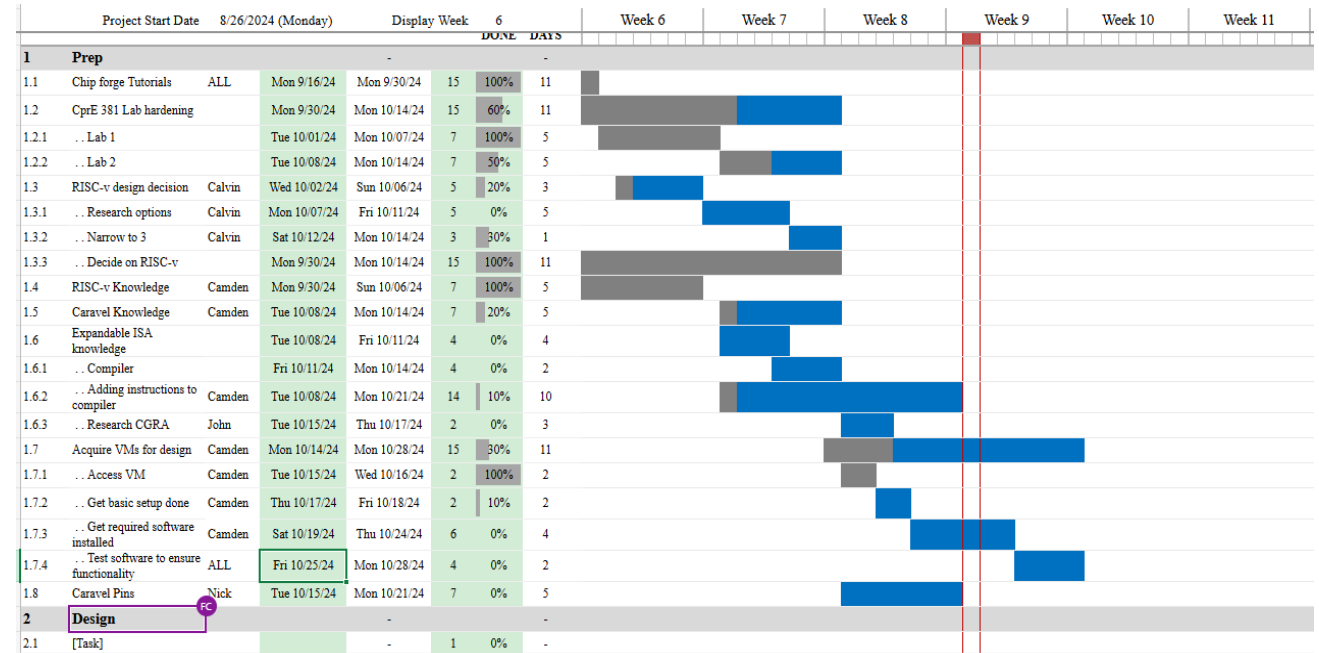 Project Start Date 8/26/2024 (Monday) Display Week 6 Week 6 Week 7 Week 8 Week 9 Week 10 Week 11
DONE DAYS
1 Prep - -
1.1 Chip forge Tutorials ALL Mon 9/16/24 Mon 9/30/24 15 100% 11
1.2 CprE 381 Lab hardening Mon 9/30/24 Mon 10/14/24 15 60% 11
1.2.1 . . Lab 1 Tue 10/01/24 Mon 10/07/24 7 100% 5
1.2.2 . . Lab 2 Tue 10/08/24 Mon 10/14/24 7 50% 5
1.3 RISC-v design decision Calvin Wed 10/02/24 Sun 10/06/24 5 20% 3
1.3.1 . . Research options Calvin Mon 10/07/24 Fri 10/11/24 5 0% 5
1.3.2 . . Narrow to 3 Calvin Sat 10/12/24 Mon 10/14/24 3 30% 1
1.3.3 . . Decide on RISC-v Mon 9/30/24 Mon 10/14/24 15 100% 11
1.4 RISC-v Knowledge Camden Mon 9/30/24 Sun 10/06/24 7 100% 5
1.5 Caravel Knowledge Camden Tue 10/08/24 Mon 10/14/24 7 20% 5
1.6 Expandable ISA
knowledge Tue 10/08/24 Fri 10/11/24 4 0% 4
1.6.1 . . Compiler Fri 10/11/24 Mon 10/14/24 4 0% 2
1.6.2 . . Adding instructions to
compiler Camden Tue 10/08/24 Mon 10/21/24 14 10% 10
1.6.3 . . Research CGRA John Tue 10/15/24 Thu 10/17/24 2 0% 3
1.7 Acquire VMs for design Camden Mon 10/14/24 Mon 10/28/24 15 30% 11
1.7.1 . . Access VM Camden Tue 10/15/24 Wed 10/16/24 2 100% 2
1.7.2 . . Get basic setup done Camden Thu 10/17/24 Fri 10/18/24 2 10% 2
1.7.3 . . Get required software
installed Camden Sat 10/19/24 Thu 10/24/24 6 0% 4
1.7.4 . . Test software to ensure
functionality ALL Fri 10/25/24 Mon 10/28/24 4 0% 2
1.8 Caravel Pins Nick Tue 10/15/24 Mon 10/21/24 7 0% 5
FC
2 Design - -
2.1 [Task] - 1 0% -